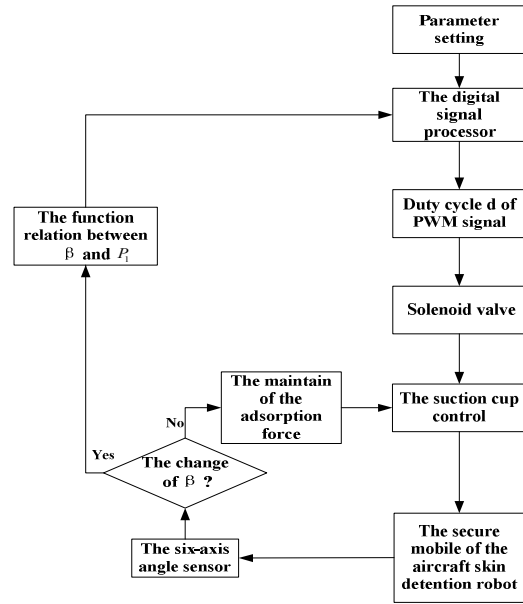 Parameter
setting
The digital
signal
processor
Duty cycle d of
PWM signal
The function
relation between
β and P₁
Solenoid valve
The maintain
of the
adsorption
force
The suction cup
control
No
Yes
The change
of β ?
The six-axis
angle sensor
The secure
mobile of the
aircraft skin
detention robot